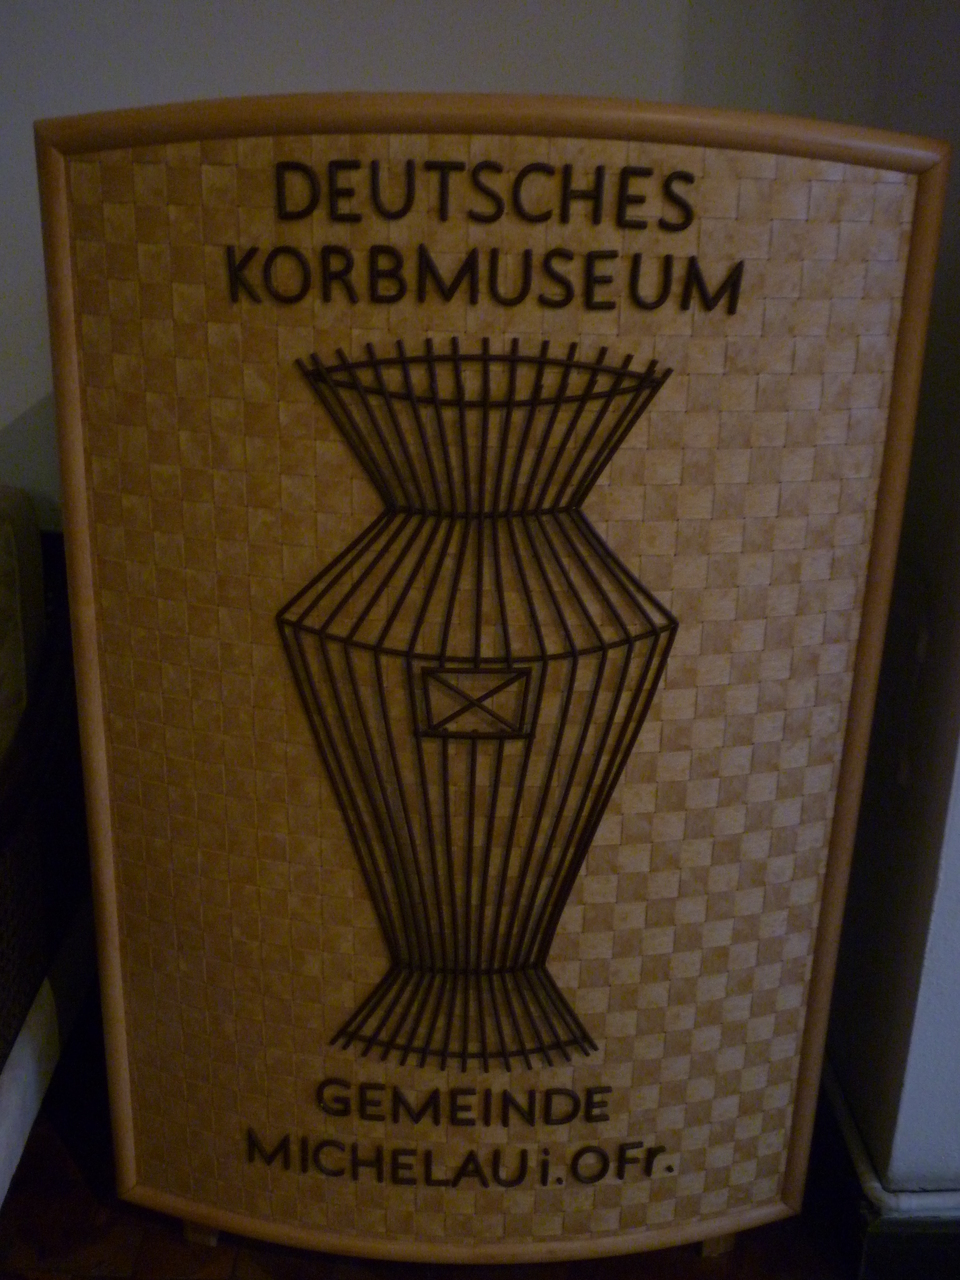 DEUTSCHES
KORBMUSEUM
GEMEINDE
MICHELAU i.OFr.